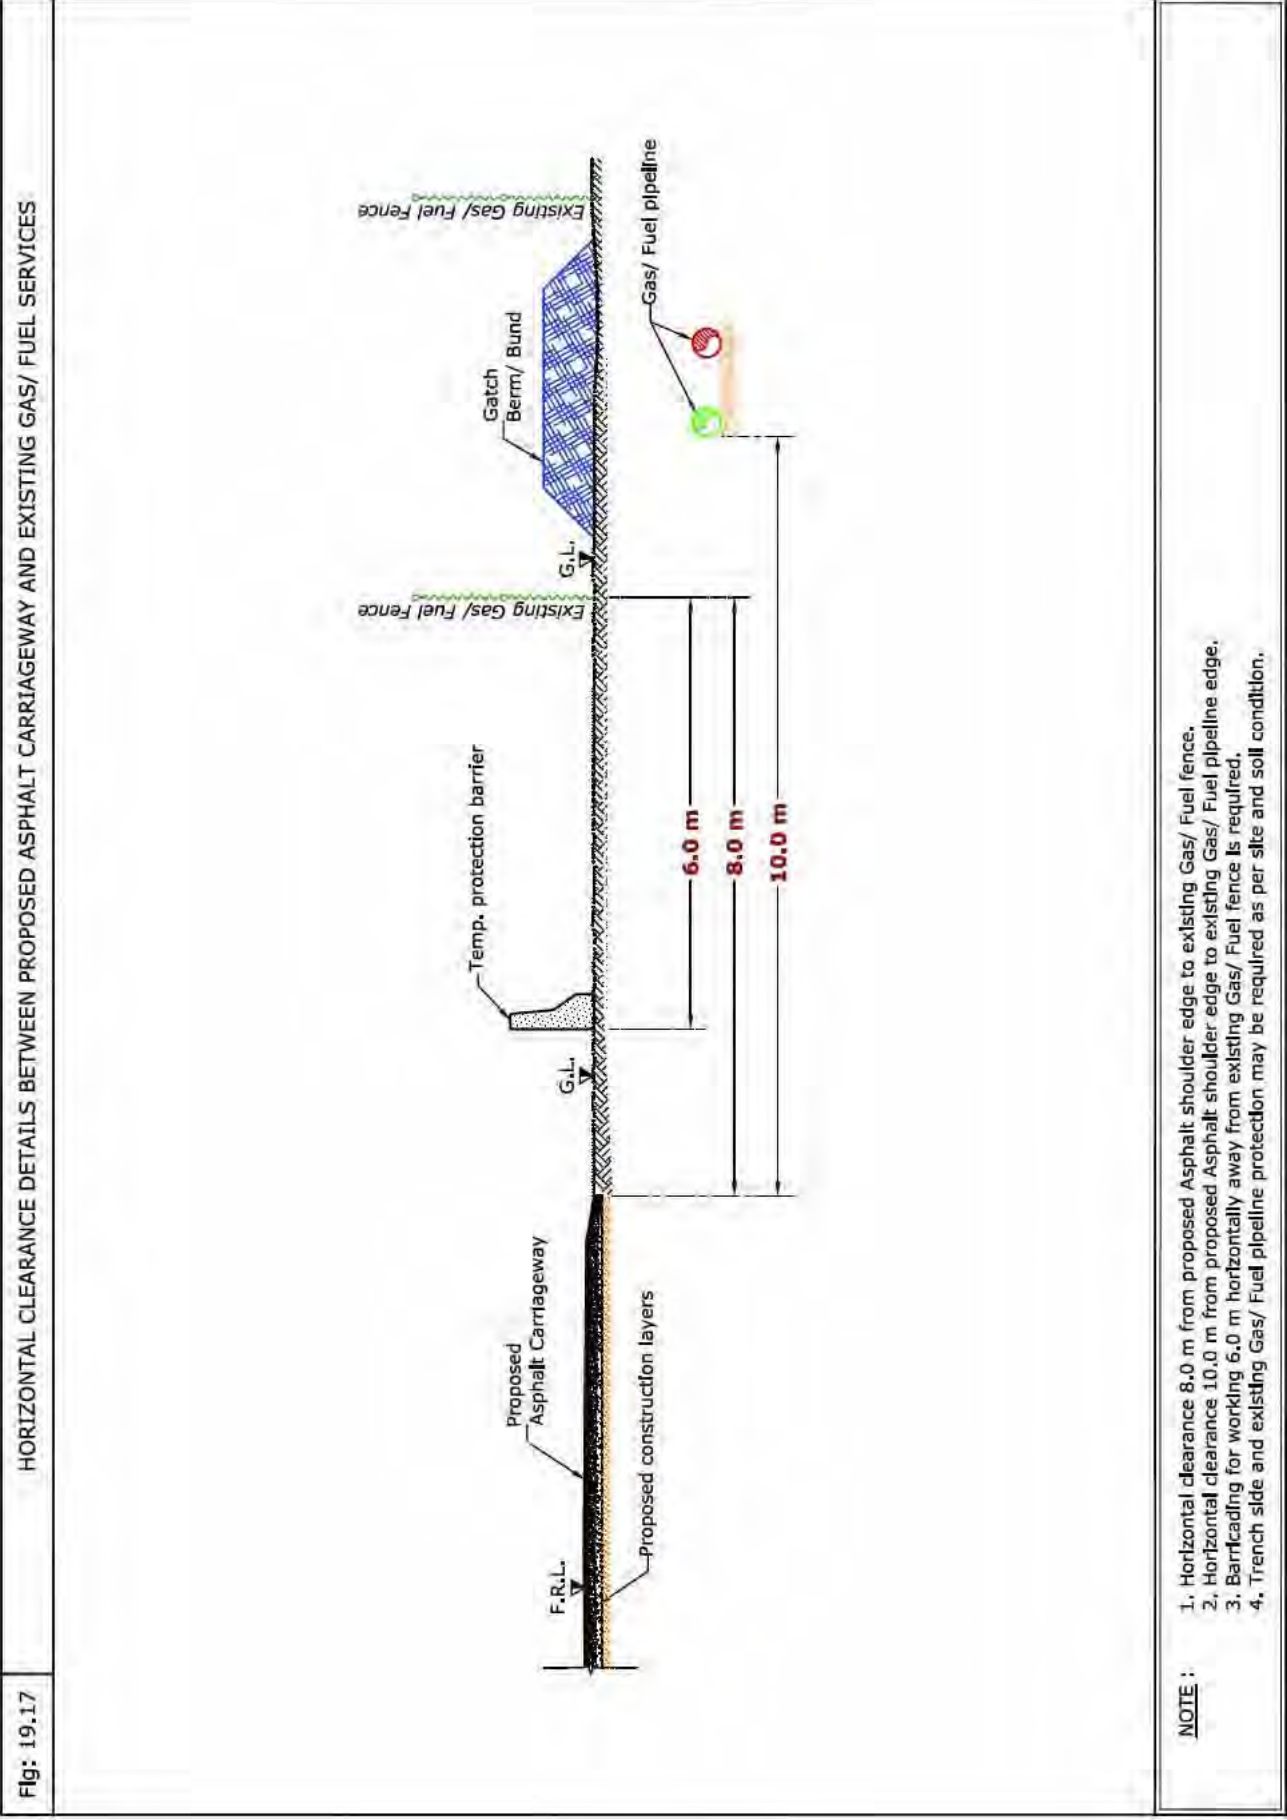 Fig: 19.17
HORIZONTAL CLEARANCE DETAILS BETWEEN PROPOSED ASPHALT CARRIAGEWAY AND EXISTING GAS/ FUEL SERVICES
Existing Gas/ Fuel Fence
Existing Gas/ Fuel Fence
Gatch
Berm/ Bund
Temp. protection barrier
Proposed
Asphalt Carriageway
F.R.L.
G.L.
G.L.
Proposed construction layers
Gas/ Fuel pipeline
6.0 m
8.0 m
10.0 m
NOTE :
1. Horizontal clearance 8.0 m from proposed Asphalt shoulder edge to existing Gas/ Fuel fence.
2. Horizontal clearance 10.0 m from proposed Asphalt shoulder edge to existing Gas/ Fuel pipeline edge.
3. Barricading for working 6.0 m horizontally away from existing Gas/ Fuel fence is required.
4. Trench side and existing Gas/ Fuel pipeline protection may be required as per site and soil condition.